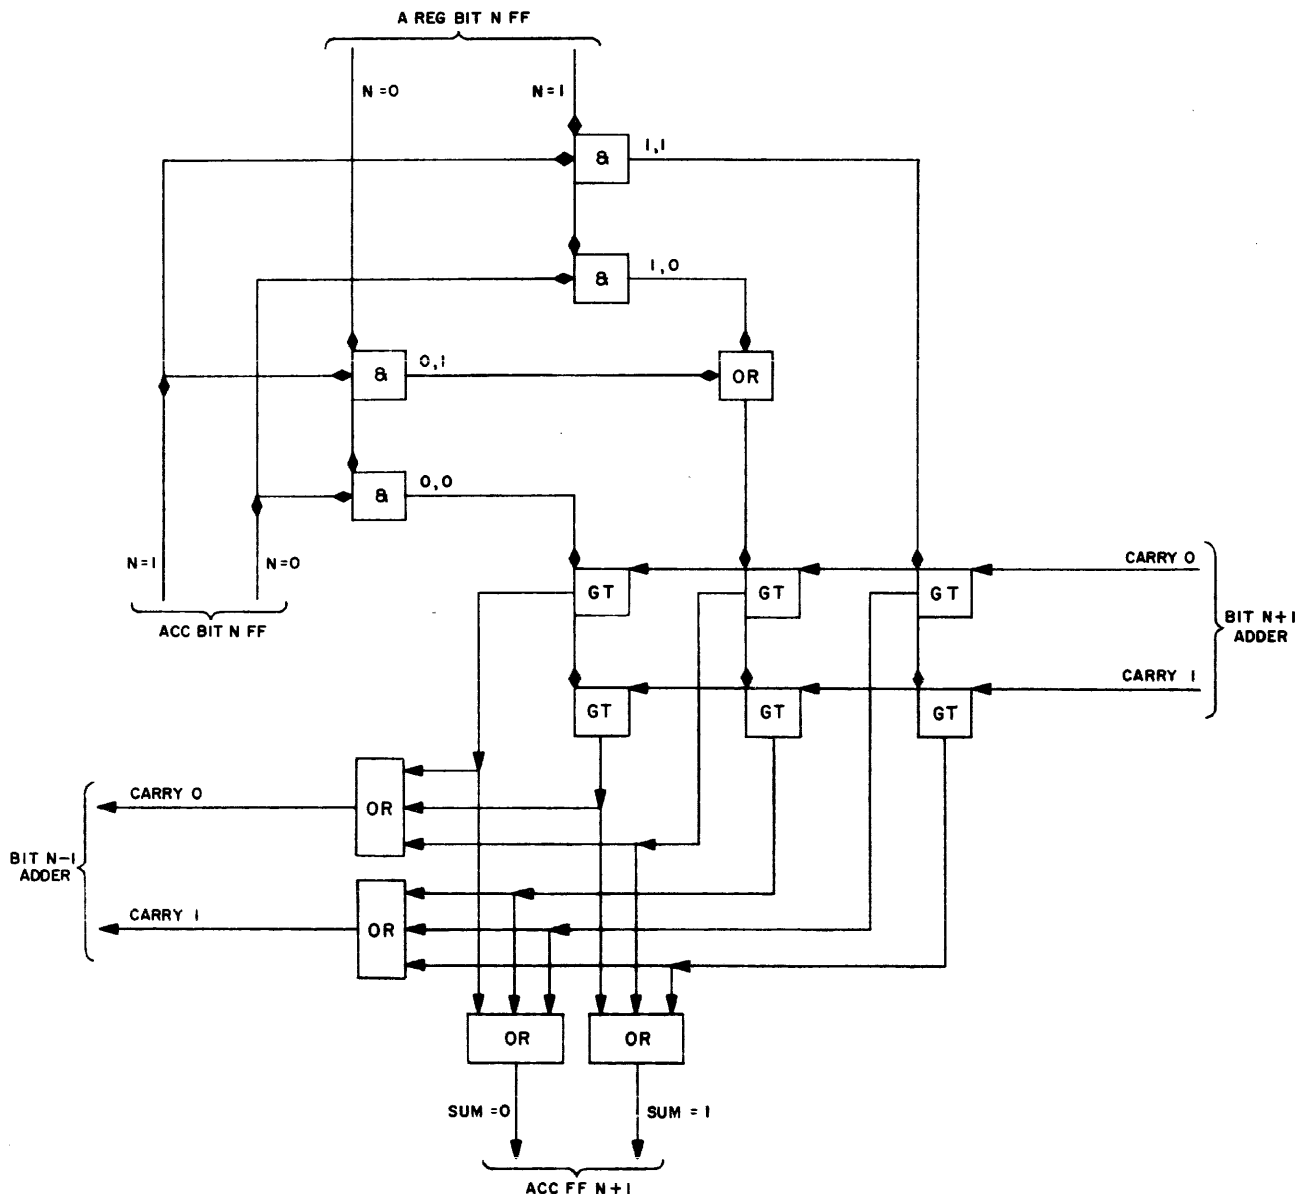 A REG BIT N FF
N=0
N=1
&
1,1
&
1,0
&
0,1
OR
&
0,0
N=1
N=0
ACC BIT N FF
CARRY 0
GT
GT
GT
BIT N+1
ADDER
CARRY 1
GT
GT
GT
CARRY 0
OR
BIT N-1
ADDER
CARRY 1
OR
OR
OR
SUM=0
SUM=1
ACC FF N+1